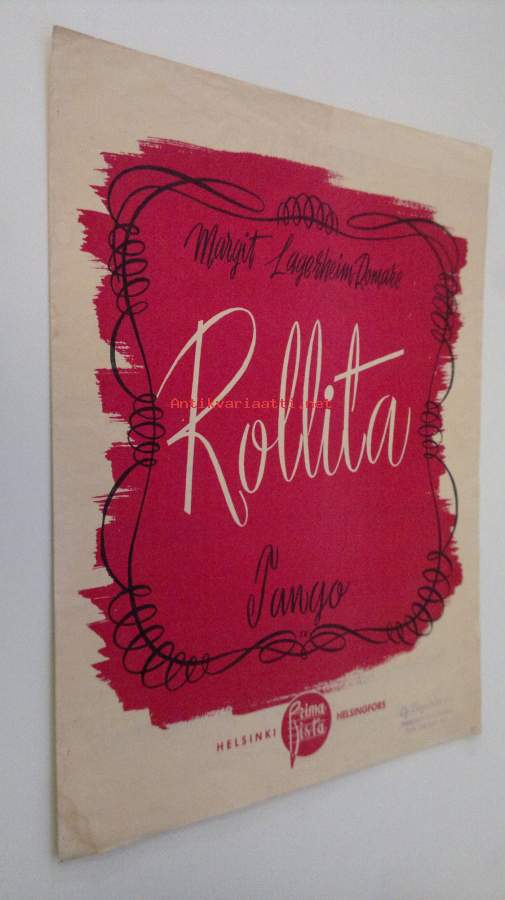 Margit Lagerheim-Romare
Rollita
Antikvariaatti.net
Tango
HELSINKI Prima Vista HELSINGFORS